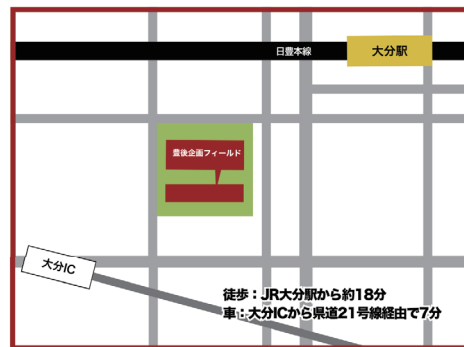 日豊本線
大分駅
豊後企画フィールド
大分IC
徒歩：JR大分駅から約18分
車：大分ICから県道21号線経由で7分